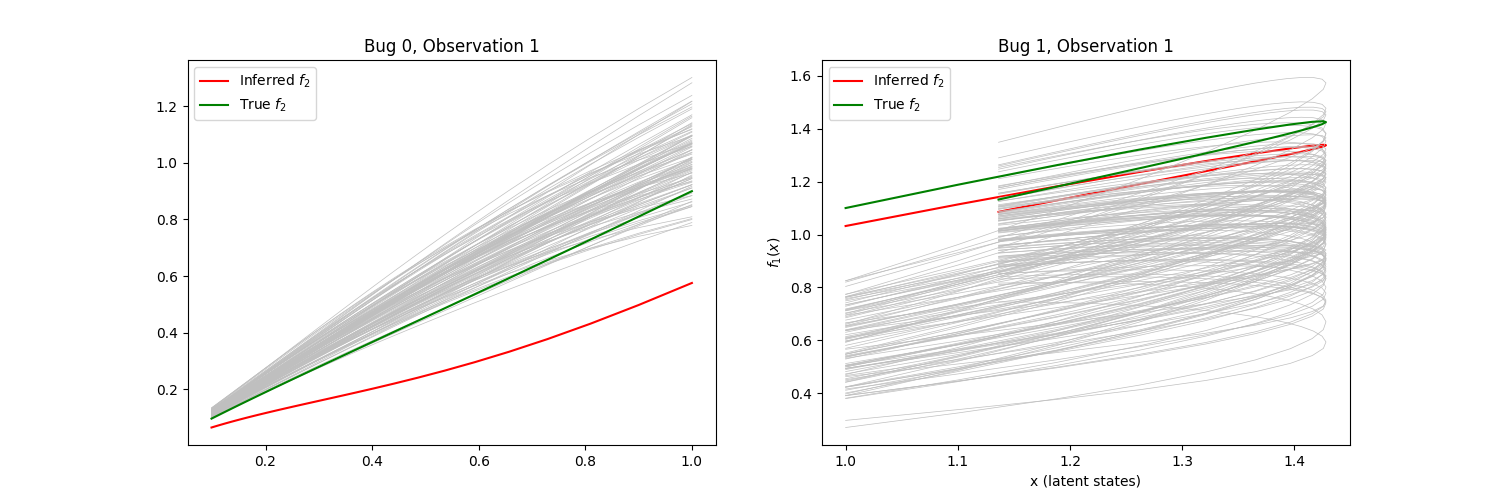 Bug 0, Observation 1
Inferred f₂
True f₂
1.2
1.0
0.8
0.6
0.4
0.2
0.2 0.4 0.6 0.8 1.0
Bug 1, Observation 1
Inferred f₂
True f₂
f₁(x)
1.6
1.4
1.2
1.0
0.8
0.6
0.4
1.0 1.1 1.2 1.3 1.4
x (latent states)